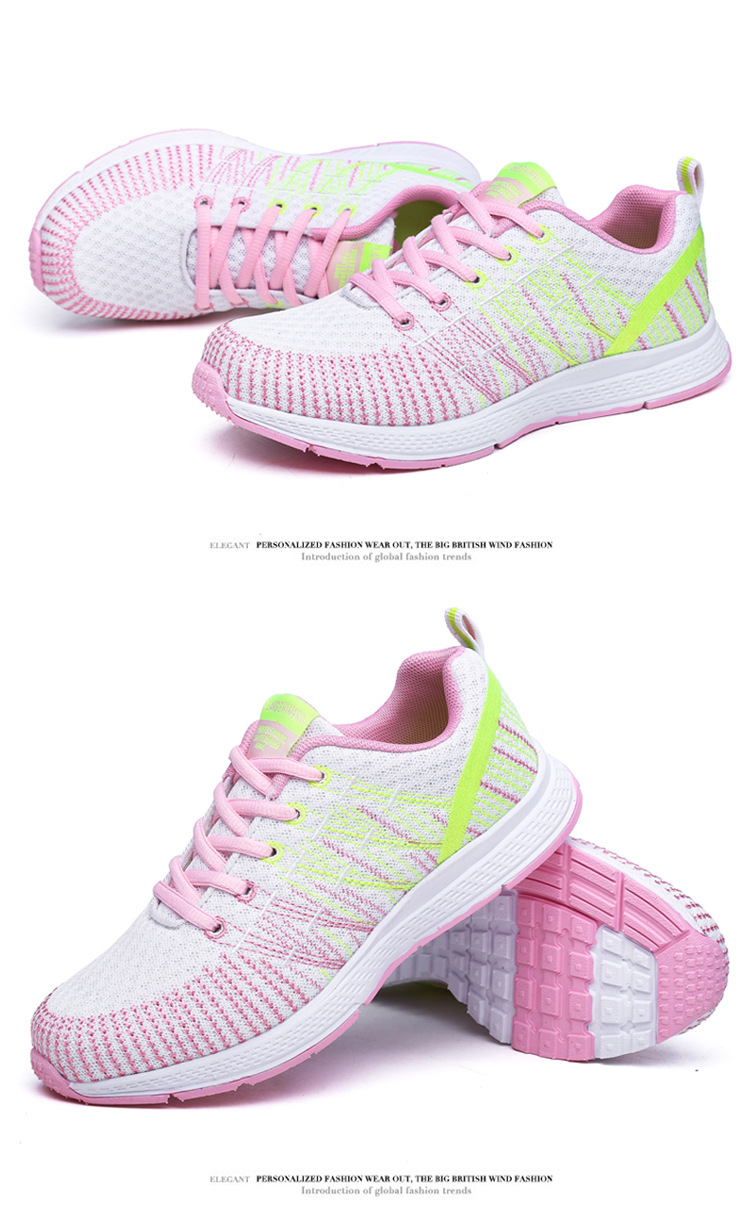 ELEGANT PERSONALIZED FASHION WEAR OUT, THE BIG BRITISH WIND FASHION
Introduction of global fashion trends
ELEGANT PERSONALIZED FASHION WEAR OUT, THE BIG BRITISH WIND FASHION
Introduction of global fashion trends